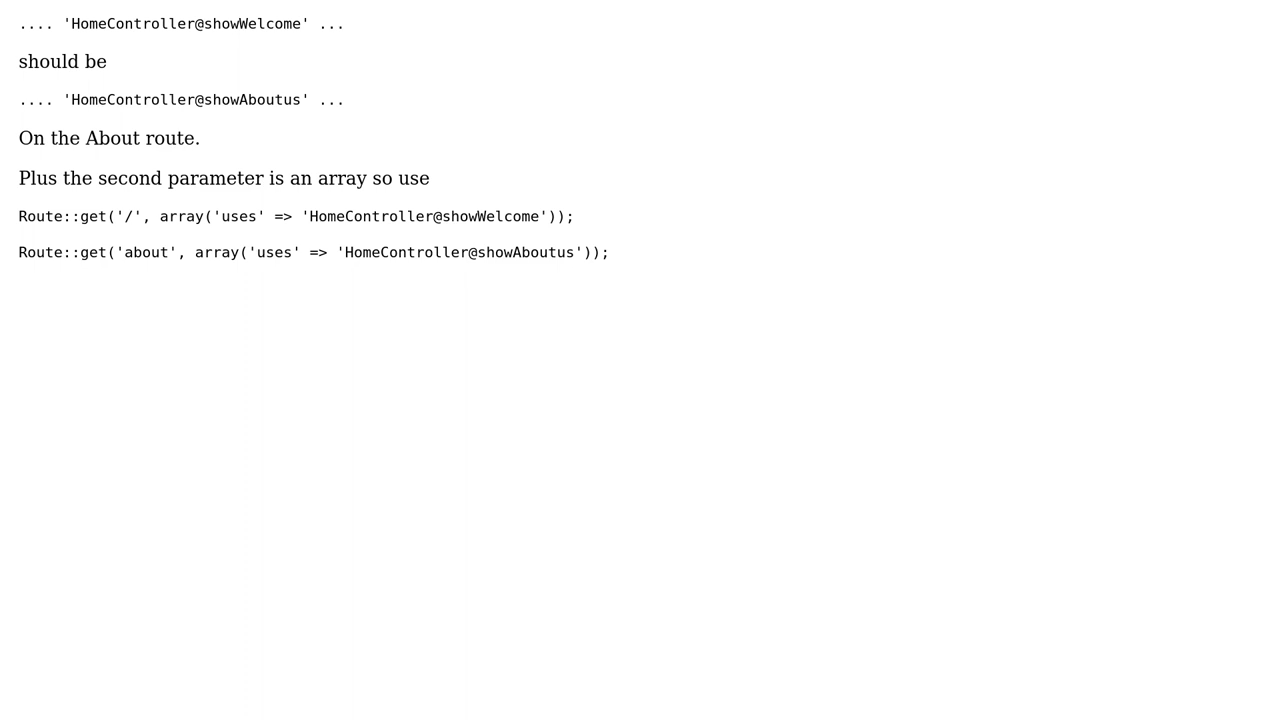 .... 'HomeController@showWelcome' ...
should be
.... 'HomeController@showAboutus' ...
On the About route.
Plus the second parameter is an array so use
Route::get('/', array('uses' => 'HomeController@showWelcome'));
Route::get('about', array('uses' => 'HomeController@showAboutus'));